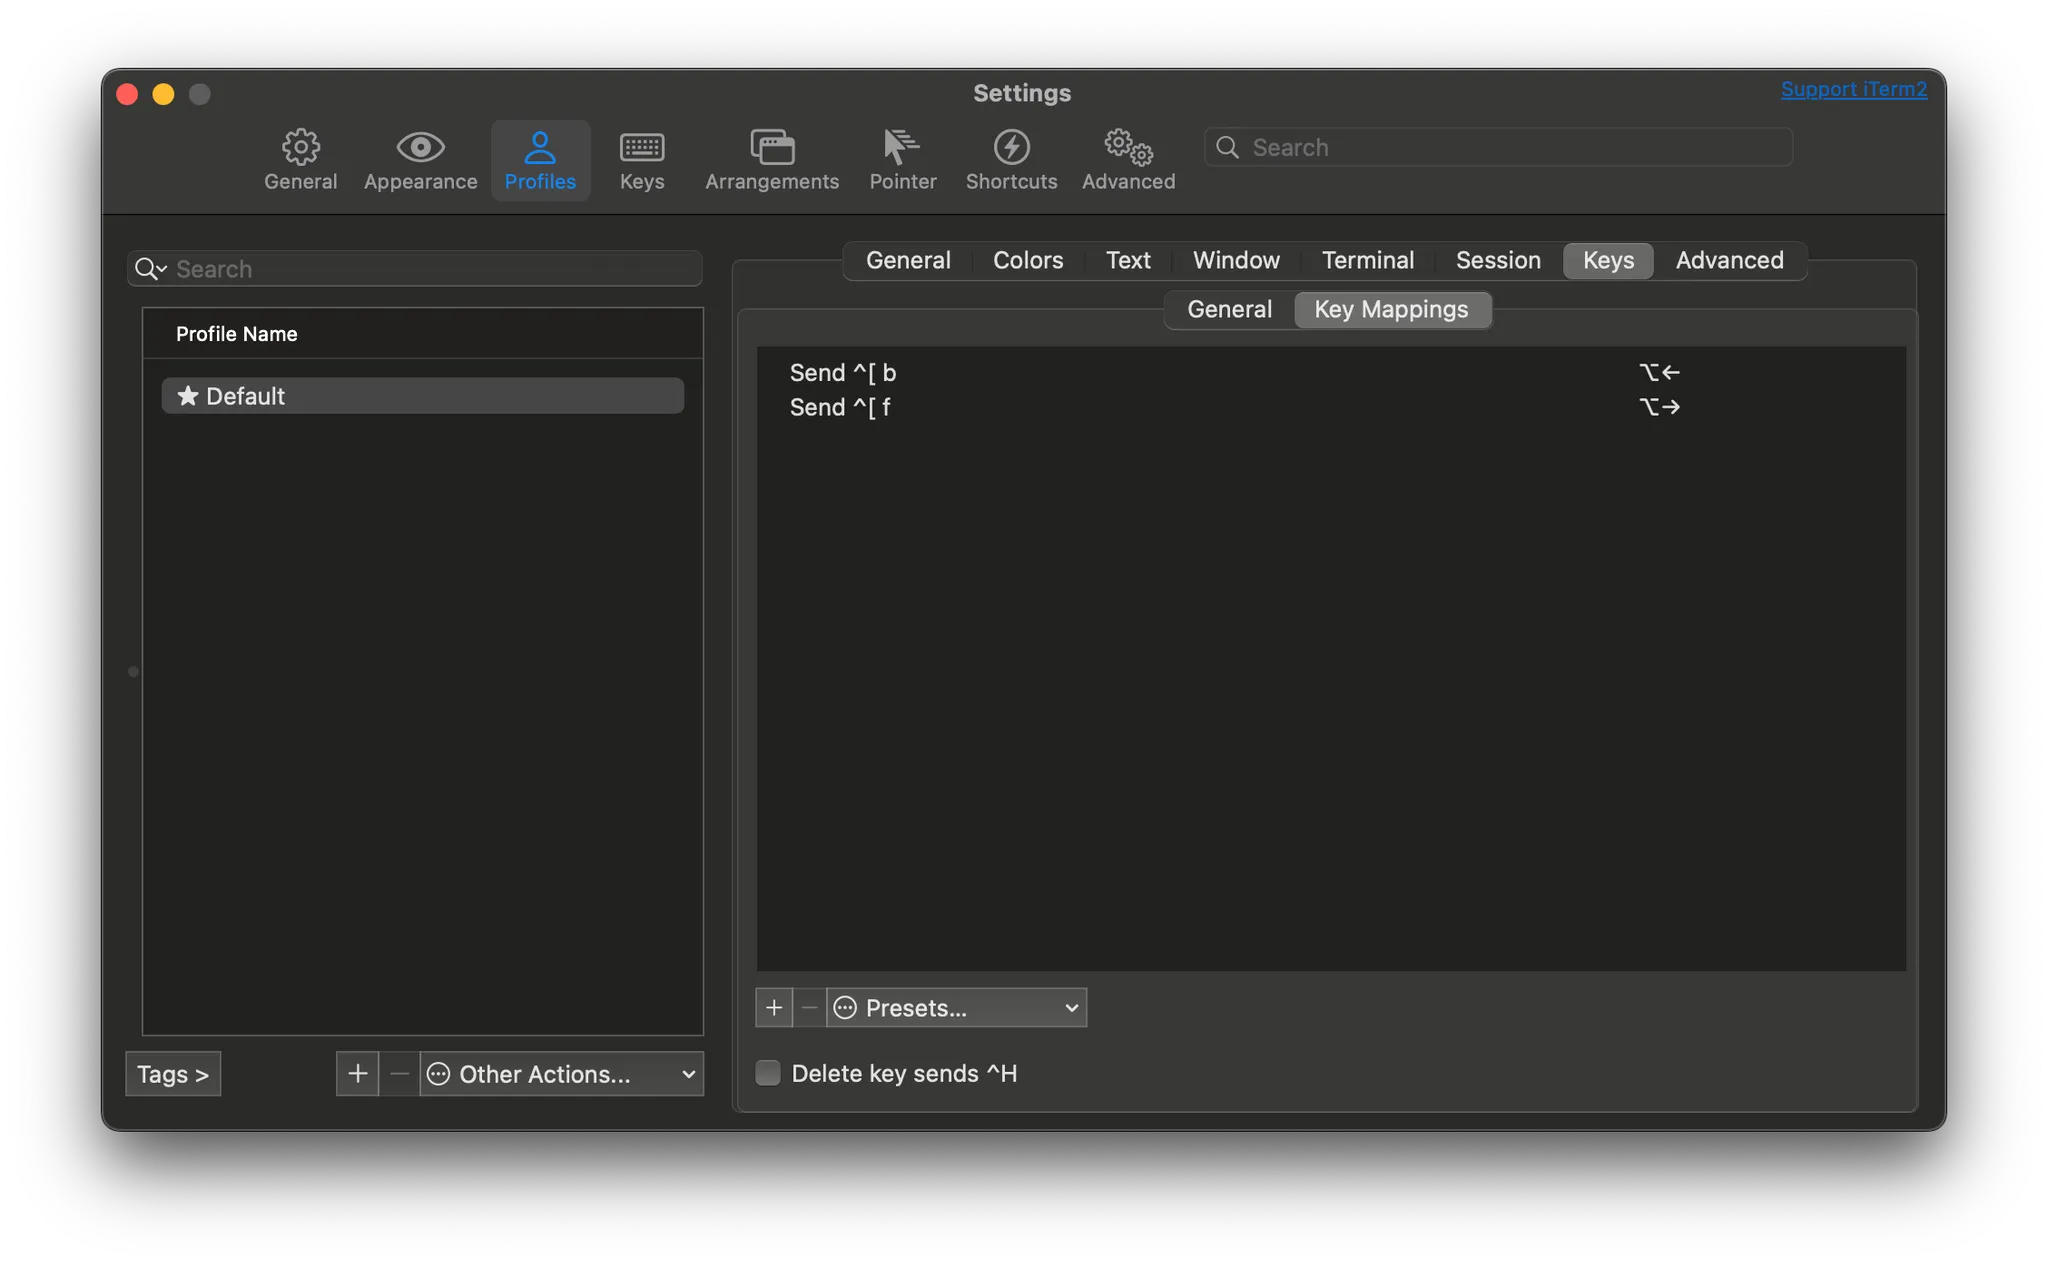 Settings
Support iTerm2
General Appearance Profiles Keys Arrangements Pointer Shortcuts Advanced
Search
Search
Profile Name
★ Default
Tags >
+ − Other Actions...
General Colors Text Window Terminal Session Keys Advanced
General Key Mappings
Send ^[ b ⌥←
Send ^[ f ⌥→
+ − Presets...
Delete key sends ^H